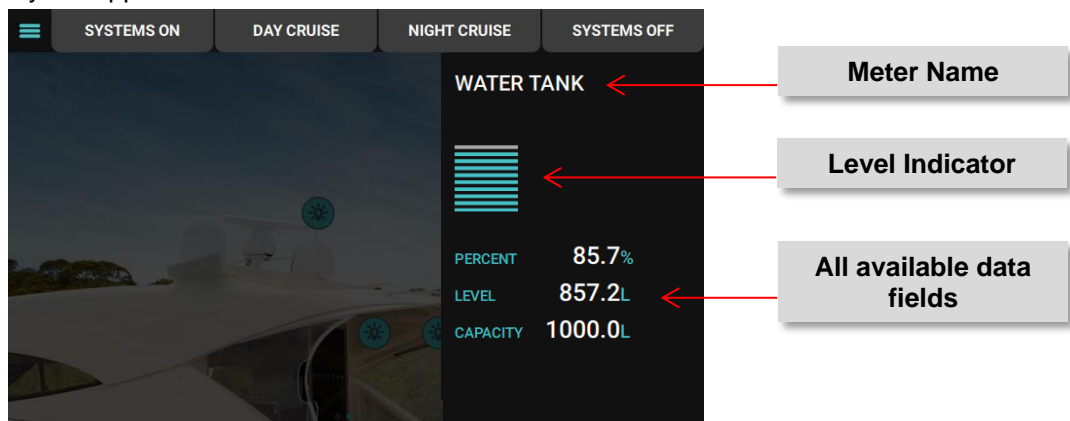 SYSTEMS ON DAY CRUISE NIGHT CRUISE SYSTEMS OFF
WATER TANK
Meter Name
Level Indicator
PERCENT 85.7%
LEVEL 857.2L
CAPACITY 1000.0L
All available data
fields